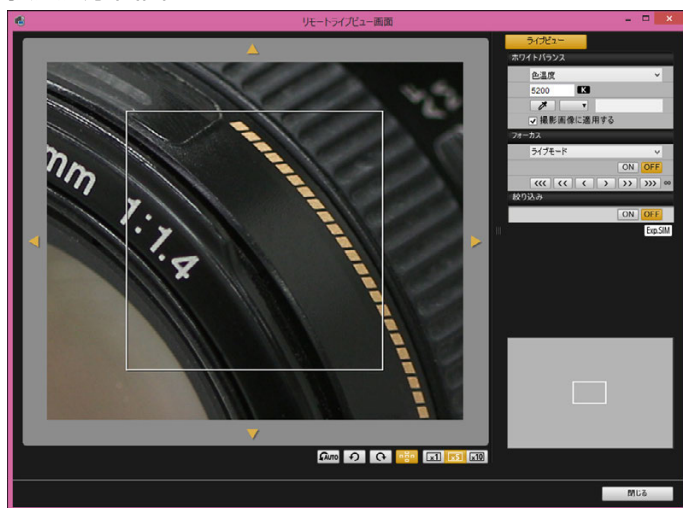 リモートライブビュー画面
ライブビュー
ホワイトバランス
色温度
5200 K
撮影画像に適用する
フォーカス
ライブモード
ON OFF
<<< << < > >> >>> ∞
絞り込み
ON OFF
Exp.SIM
mm 1:1.4
AUTO x1 x5 x10
閉じる